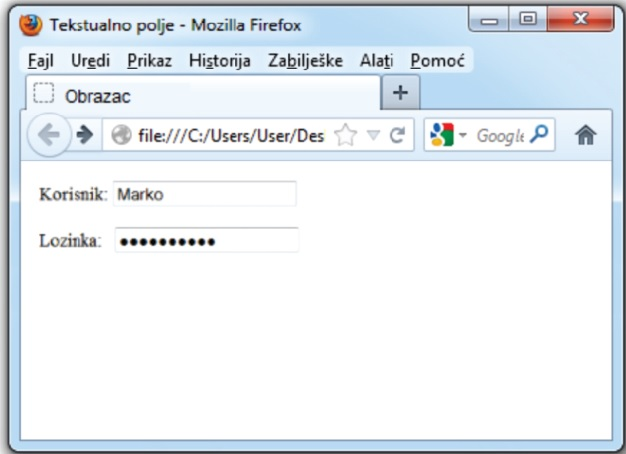 Tekstualno polje - Mozilla Firefox
Fajl Uredi Prikaz Historija Zabilješke Alati Pomoć
Obrazac +
file:///C:/Users/User/Des Google
Korisnik: Marko
Lozinka: ••••••••••